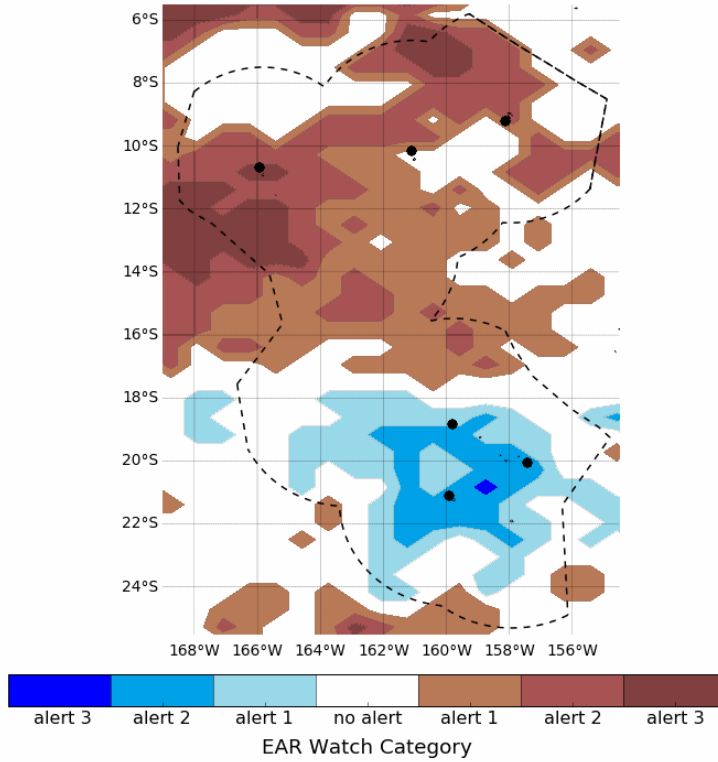 6°S
8°S
10°S
12°S
14°S
16°S
18°S
20°S
22°S
24°S
168°W 166°W 164°W 162°W 160°W 158°W 156°W
alert 3 alert 2 alert 1 no alert alert 1 alert 2 alert 3
EAR Watch Category